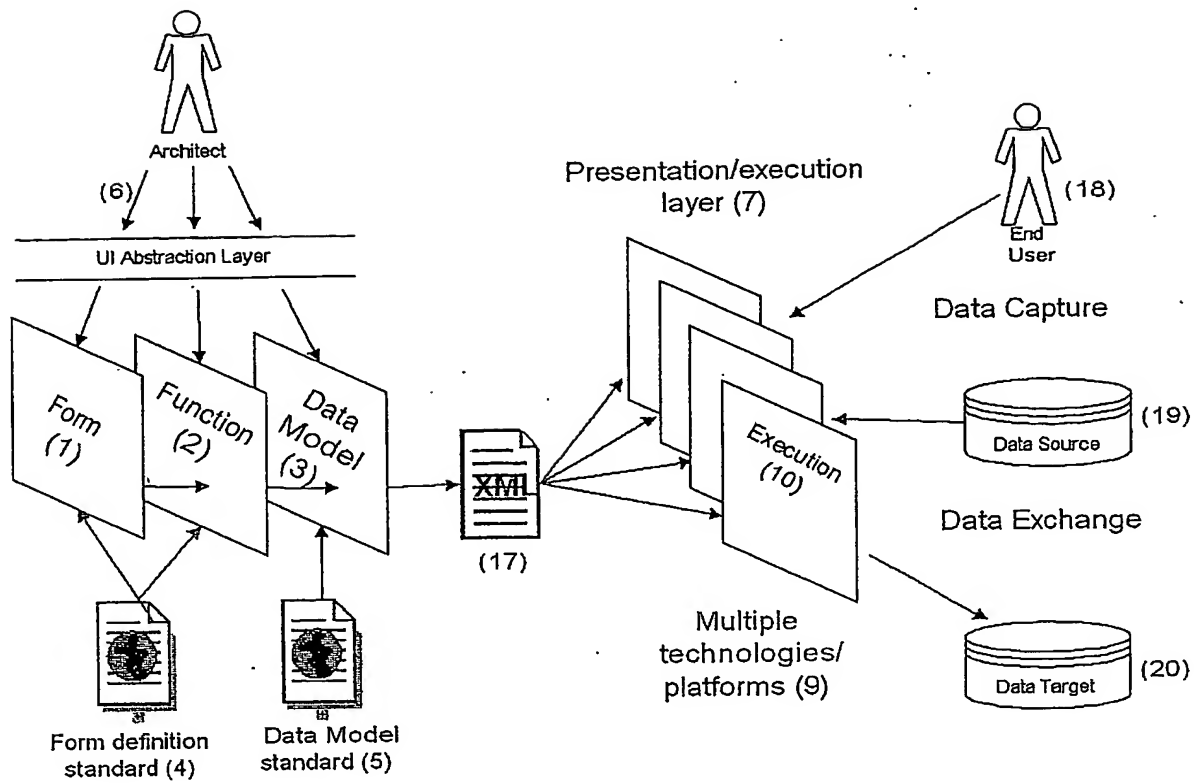 Architect
(6)
UI Abstraction Layer
Form
(1)
Function
(2)
Data
Model
(3)
Form definition
standard (4)
Data Model
standard (5)
XML
(17)
Presentation/execution
layer (7)
Execution
(10)
Multiple
technologies/
platforms (9)
(18)
End
User
Data Capture
Data Source
(19)
Data Exchange
Data Target
(20)